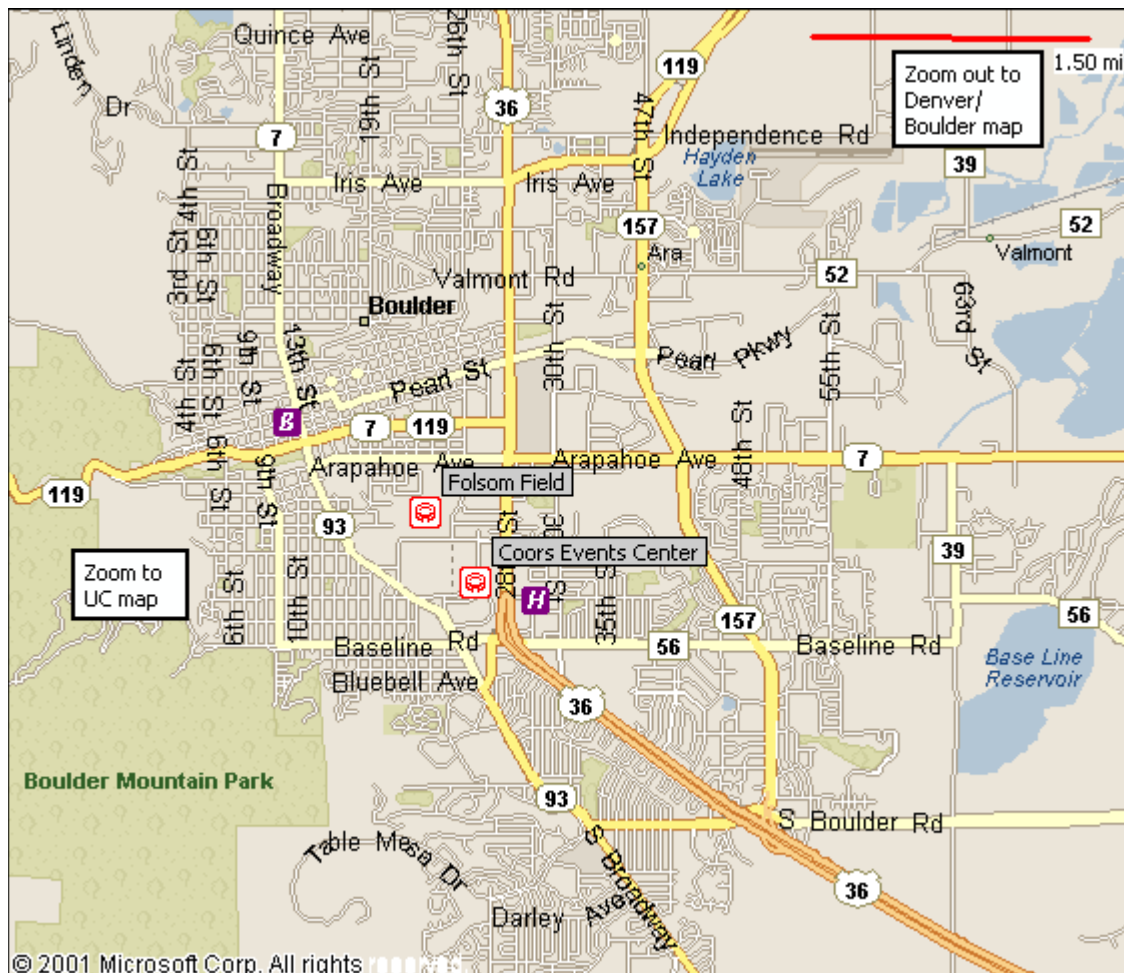 Linden
Dr
Quince Ave
19th St
26th St
36
119
47th St
1.50 mi
Zoom out to
Denver/
Boulder map
7
Independence Rd
Hayden
Lake
39
Iris Ave
Iris Ave
4th St
Broadway
3rd St
6th St
157
52
Ara
Valmont
Valmont Rd
52
Boulder
63rd St
30th St
Pearl Pkwy
55th St
13th St
9th St
6th St
4th St
Pearl St
B
7
119
48th St
6th St
9th St
Arapahoe Ave
Arapahoe Ave
7
119
Folsom Field
93
28th St
Coors Events Center
39
Zoom to
UC map
6th St
10th St
H
35th St
157
56
Baseline Rd
56
Baseline Rd
Base Line
Reservoir
Bluebell Ave
36
Boulder Mountain Park
93
S Boulder Rd
Table Mesa Dr
S Broadway
36
Darley Ave
© 2001 Microsoft Corp. All rights reserved.